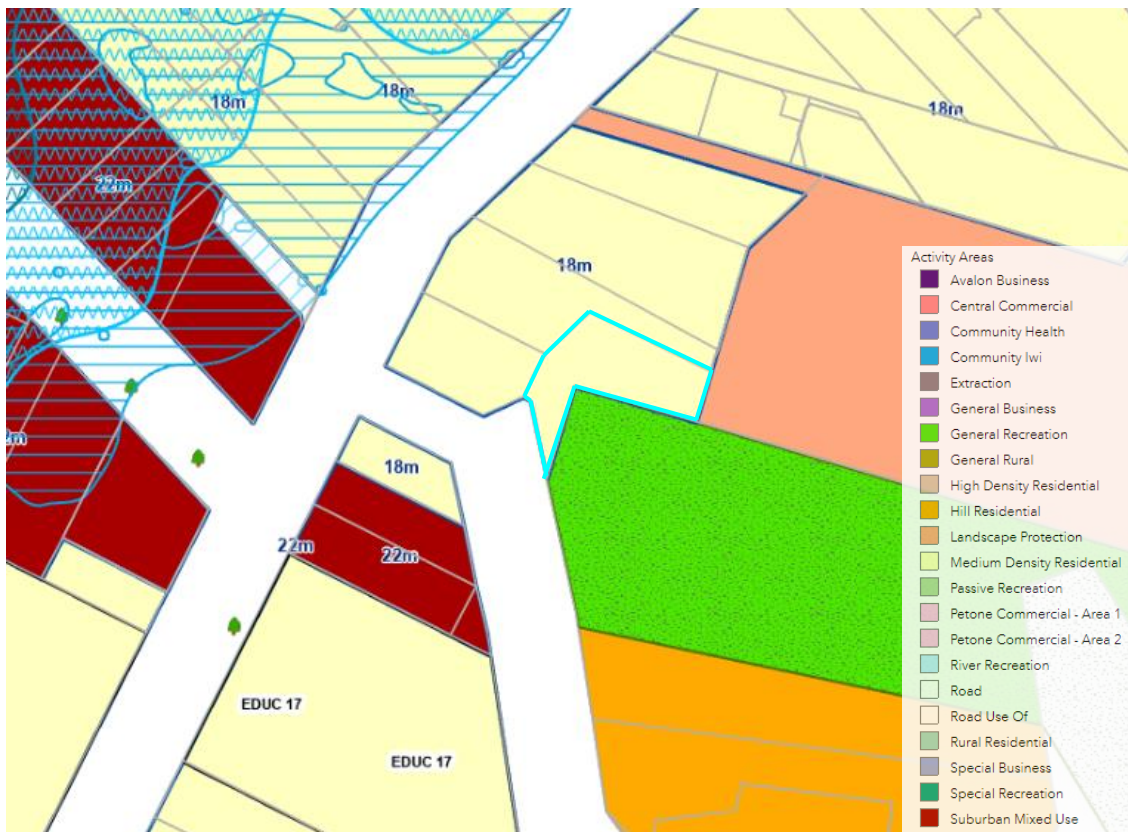 18m
18m
18m
22m
18m
2m
18m
22m
22m
EDUC 17
EDUC 17
Activity Areas
Avalon Business
Central Commercial
Community Health
Community Iwi
Extraction
General Business
General Recreation
General Rural
High Density Residential
Hill Residential
Landscape Protection
Medium Density Residential
Passive Recreation
Petone Commercial - Area 1
Petone Commercial - Area 2
River Recreation
Road
Road Use Of
Rural Residential
Special Business
Special Recreation
Suburban Mixed Use